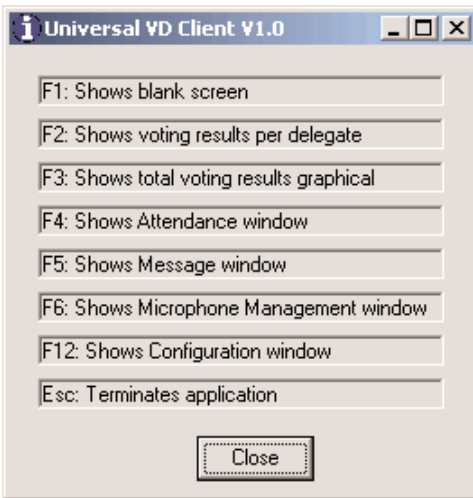 Universal VD Client V1.0
F1: Shows blank screen
F2: Shows voting results per delegate
F3: Shows total voting results graphical
F4: Shows Attendance window
F5: Shows Message window
F6: Shows Microphone Management window
F12: Shows Configuration window
Esc: Terminates application
Close